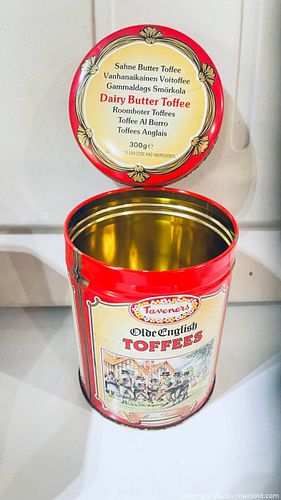 Sahne Butter Toffee
Vanhanaikainen Voitoffee
Gammaldags Smörkola
Dairy Butter Toffee
Roomboter Toffees
Toffee Al Burro
Toffees Anglais
300g e
Taveners
Olde English
TOFFEES
Copyright 2025 - maxsold.com